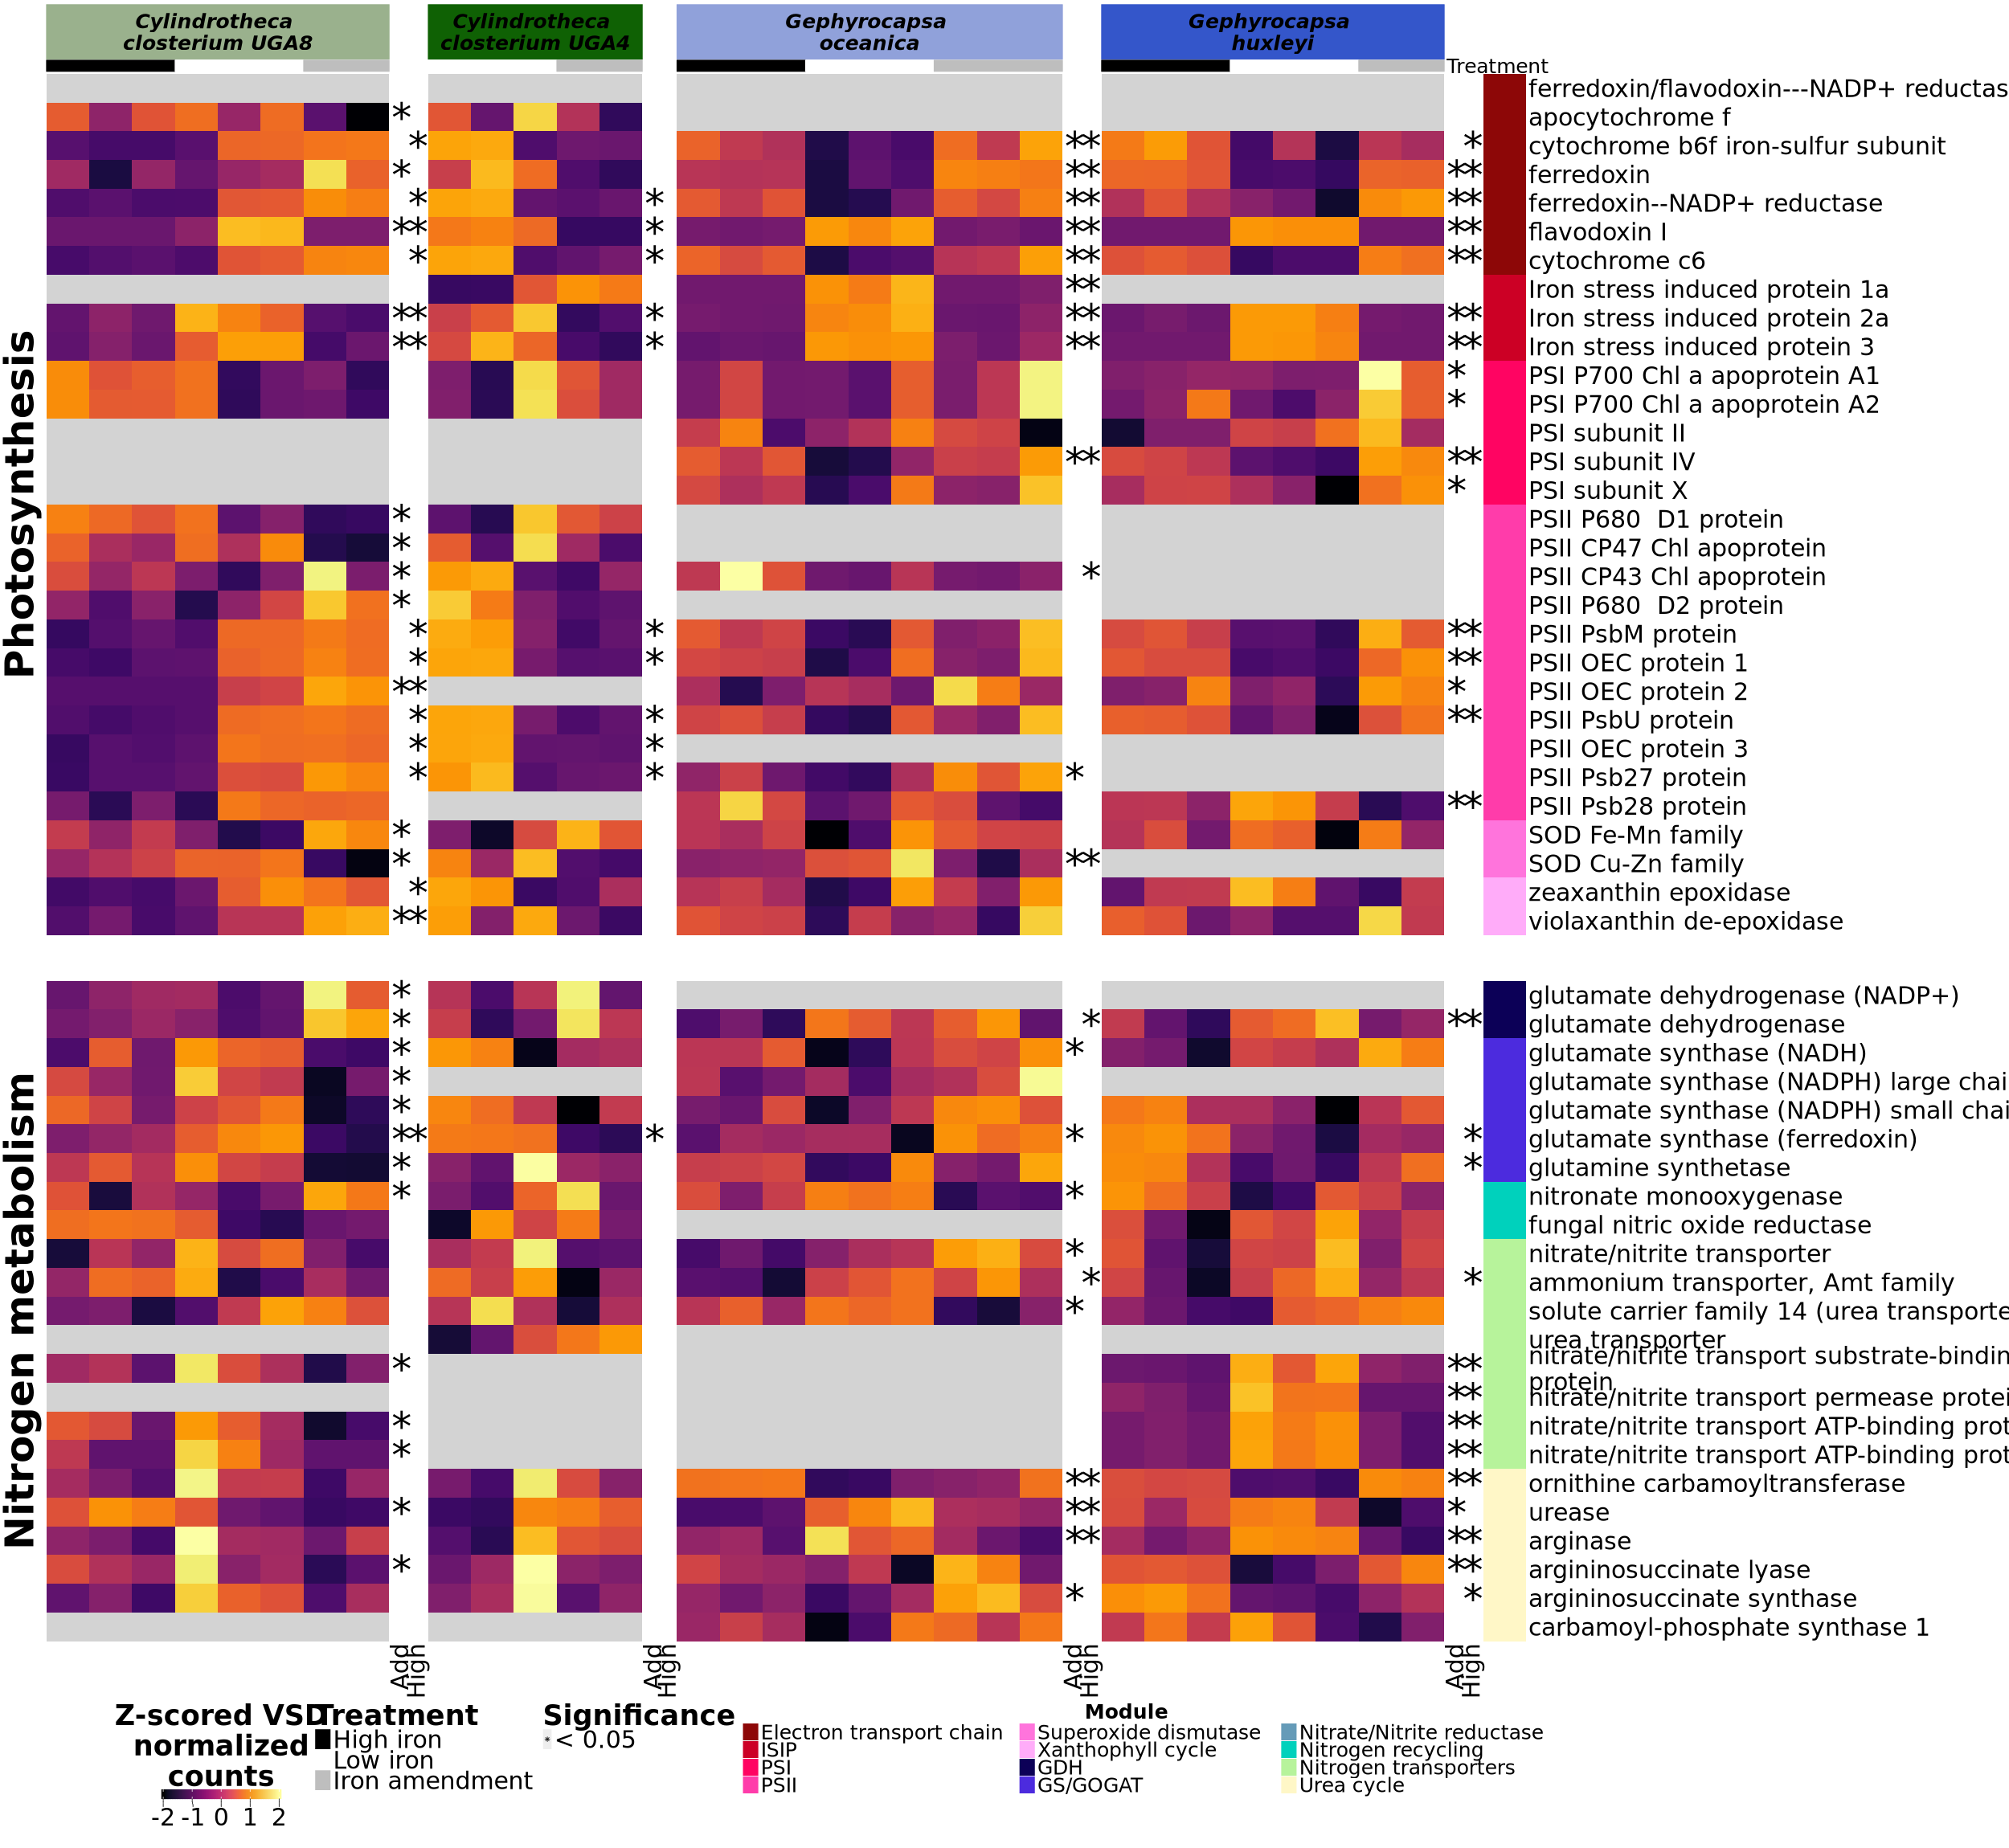 Cylindrotheca
closterium UGA8
Cylindrotheca
closterium UGA4
Gephyrocapsa
oceanica
Gephyrocapsa
huxleyi
Treatment
Photosynthesis
ferredoxin/flavodoxin---NADP+ reductas
apocytochrome f
*
cytochrome b6f iron-sulfur subunit
* ** *
ferredoxin
* ** **
ferredoxin--NADP+ reductase
* * ** **
flavodoxin I
** * ** **
cytochrome c6
* * ** **
Iron stress induced protein 1a
**
Iron stress induced protein 2a
** * ** **
Iron stress induced protein 3
** * ** **
PSI P700 Chl a apoprotein A1
*
PSI P700 Chl a apoprotein A2
*
PSI subunit II
PSI subunit IV
** **
PSI subunit X
*
PSII P680  D1 protein
*
PSII CP47 Chl apoprotein
*
PSII CP43 Chl apoprotein
* *
PSII P680  D2 protein
*
PSII PsbM protein
* * **
PSII OEC protein 1
* * **
PSII OEC protein 2
** *
PSII PsbU protein
* * **
PSII OEC protein 3
* *
PSII Psb27 protein
* * *
PSII Psb28 protein
**
SOD Fe-Mn family
*
SOD Cu-Zn family
* **
zeaxanthin epoxidase
*
violaxanthin de-epoxidase
**
Nitrogen metabolism
glutamate dehydrogenase (NADP+)
*
glutamate dehydrogenase
* * **
glutamate synthase (NADH)
* *
glutamate synthase (NADPH) large chai
*
glutamate synthase (NADPH) small chai
*
glutamate synthase (ferredoxin)
** * * *
glutamine synthetase
* *
nitronate monooxygenase
* *
fungal nitric oxide reductase
nitrate/nitrite transporter
*
ammonium transporter, Amt family
* *
solute carrier family 14 (urea transporte
*
urea transporter
nitrate/nitrite transport substrate-bindin
protein
* **
nitrate/nitrite transport permease protei
**
nitrate/nitrite transport ATP-binding prot
* **
nitrate/nitrite transport ATP-binding prot
* **
ornithine carbamoyltransferase
** **
urease
* ** *
arginase
** **
argininosuccinate lyase
* **
argininosuccinate synthase
* *
carbamoyl-phosphate synthase 1
Add
High
Add
High
Add
High
Add
High
Z-scored VSD
normalized
counts
-2 -1 0 1 2
Treatment
High iron
Low iron
Iron amendment
Significance
* < 0.05
Module
Electron transport chain
ISIP
PSI
PSII
Superoxide dismutase
Xanthophyll cycle
GDH
GS/GOGAT
Nitrate/Nitrite reductase
Nitrogen recycling
Nitrogen transporters
Urea cycle